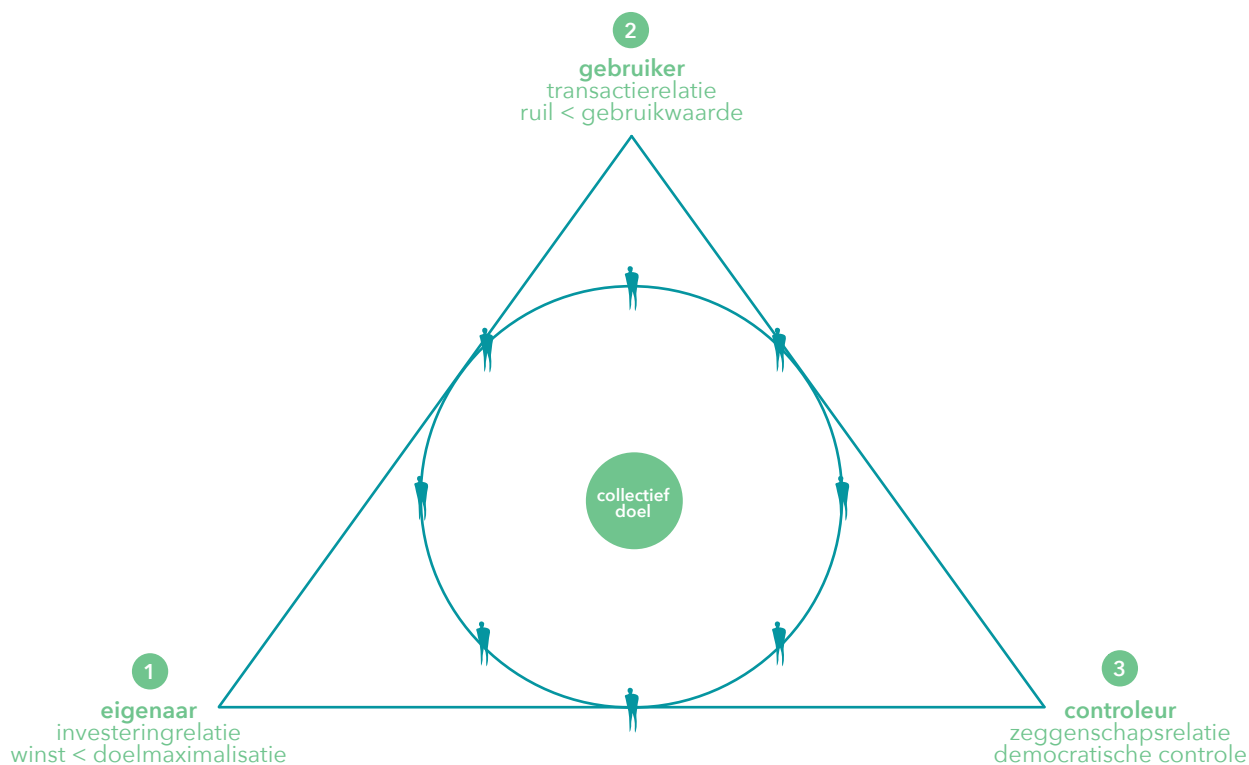 2
gebruiker
transactierelatie
ruil < gebruikwaarde
collectief
doel
1
eigenaar
investeringrelatie
winst < doelmaximalisatie
3
controleur
zeggenschapsrelatie
democratische controle